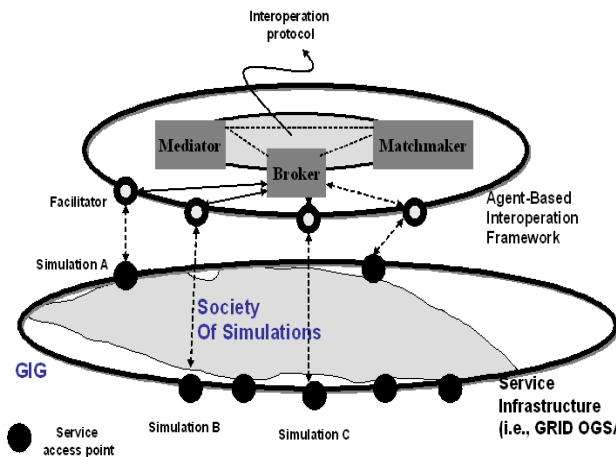 Interoperation
protocol
Mediator
Matchmaker
Broker
Facilitator
Agent-Based
Interoperation
Framework
Simulation A
Society
Of Simulations
GIG
Service
Infrastructure
(i.e., GRID OGSA
Simulation B
Simulation C
Service
access point